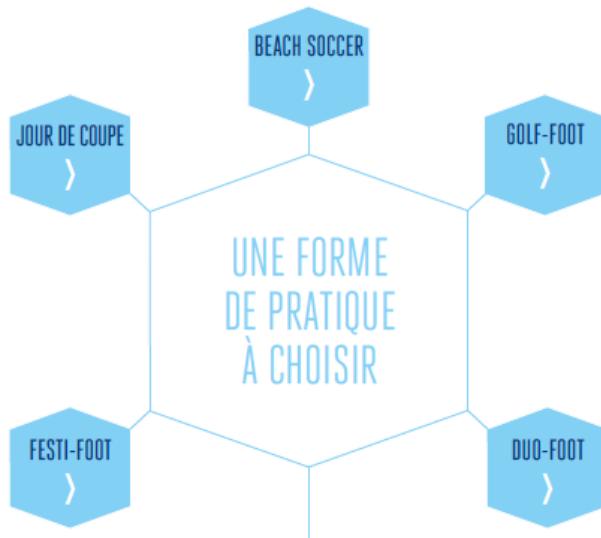 BEACH SOCCER
JOUR DE COUPE
GOLF-FOOT
UNE FORME
DE PRATIQUE
À CHOISIR
FESTI-FOOT
DUO-FOOT